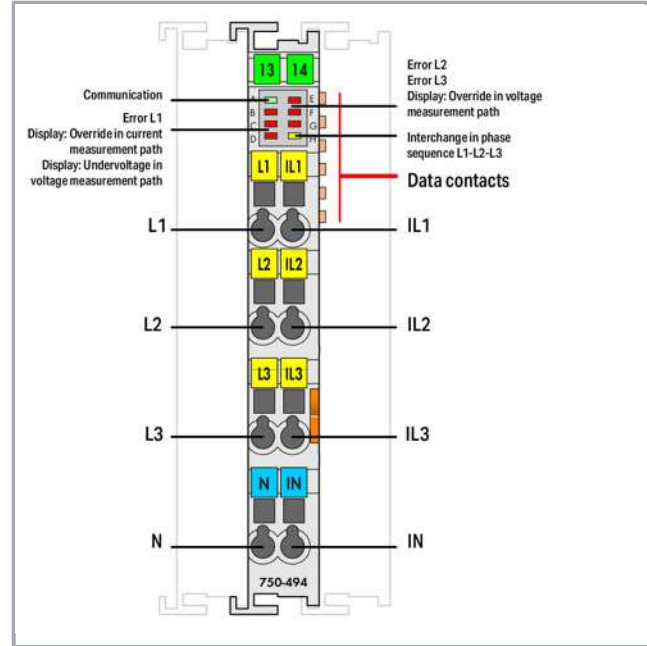 13 14
Communication
Error L1
Display: Override in current
measurement path
Display: Undervoltage in
voltage measurement path
A E
B F
C G
D H
Error L2
Error L3
Display: Override in voltage
measurement path
Interchange in phase
sequence L1-L2-L3
Data contacts
L1 IL1
L1 IL1
L2 IL2
L2 IL2
L3 IL3
L3 IL3
N IN
N IN
750-494